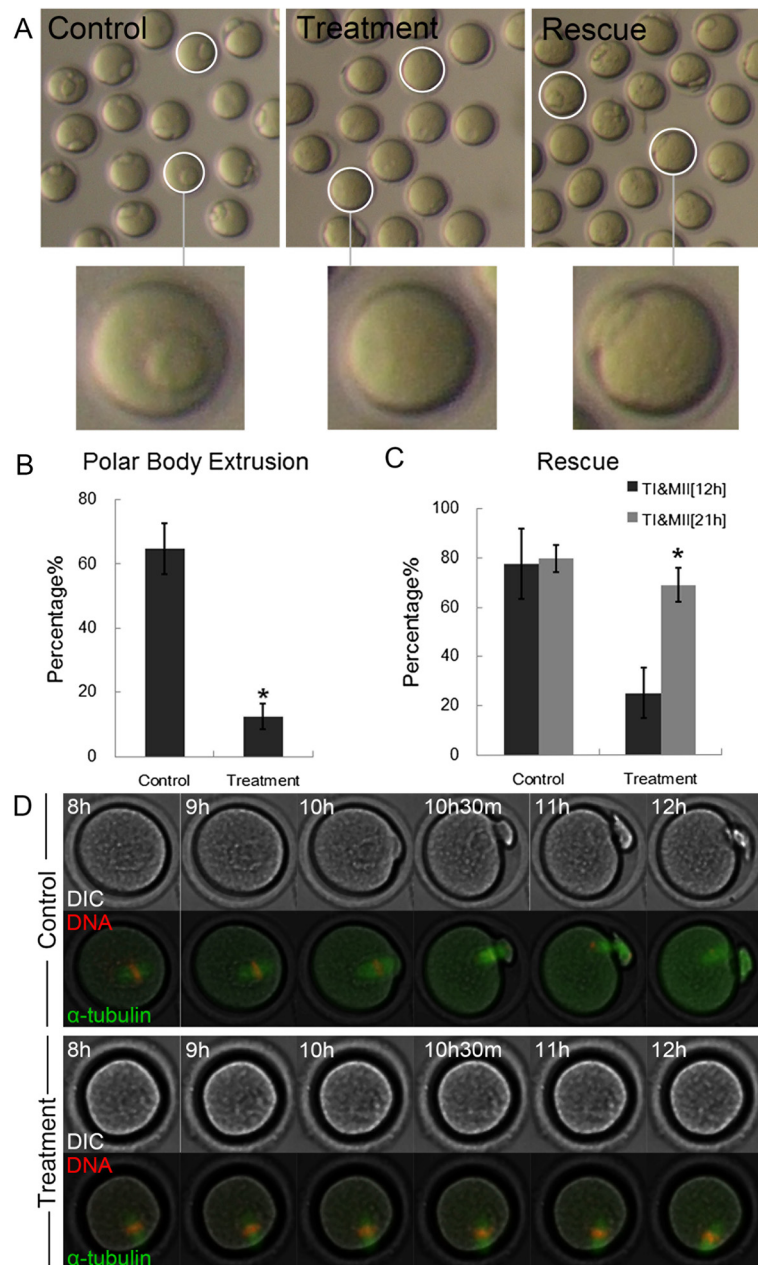 A
Control
Treatment
Rescue
B
Polar Body Extrusion
Percentage%
80
60
40
20
0
*
Control
Treatment
C
Rescue
TI&MII[12h]
TI&MII[21h]
Percentage%
100
80
60
40
20
0
*
Control
Treatment
D
Control
8h
9h
10h
10h30m
11h
12h
DIC
DNA
α-tubulin
Treatment
8h
9h
10h
10h30m
11h
12h
DIC
DNA
α-tubulin